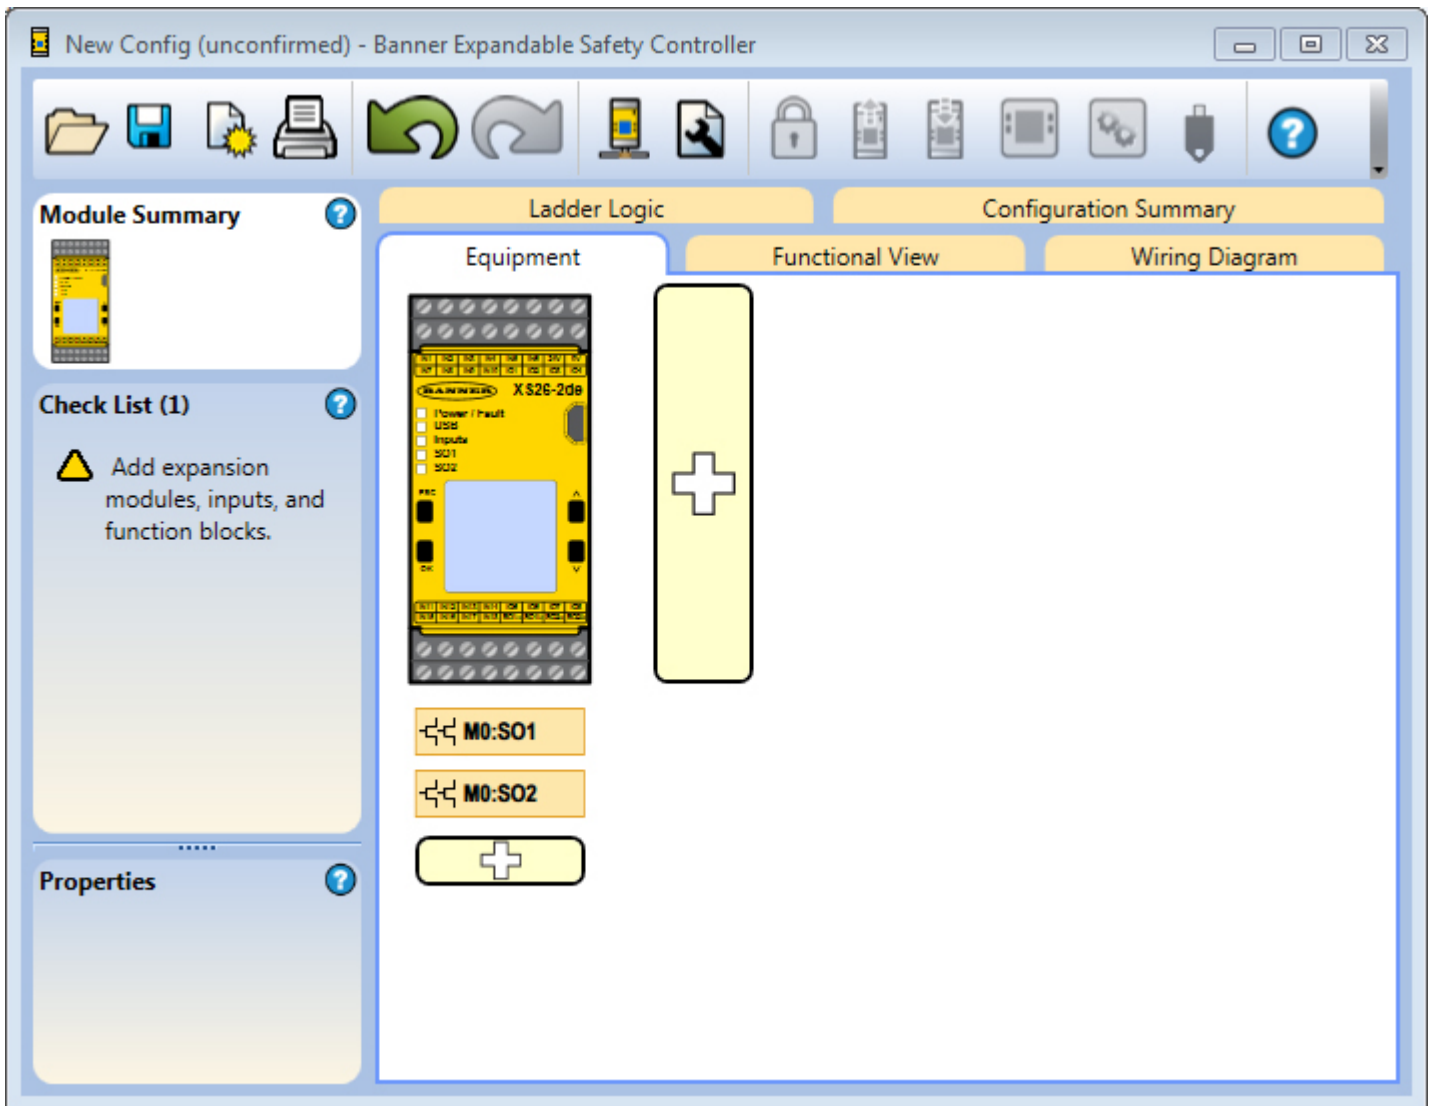 New Config (unconfirmed) - Banner Expandable Safety Controller
Module Summary
Ladder Logic
Configuration Summary
Equipment
Functional View
Wiring Diagram
BANNER
XS26-2de
Power / Fault
USB
Inputs
SO1
SO2
OK
Check List (1)
Add expansion
modules, inputs, and
function blocks.
M0:SO1
M0:SO2
Properties